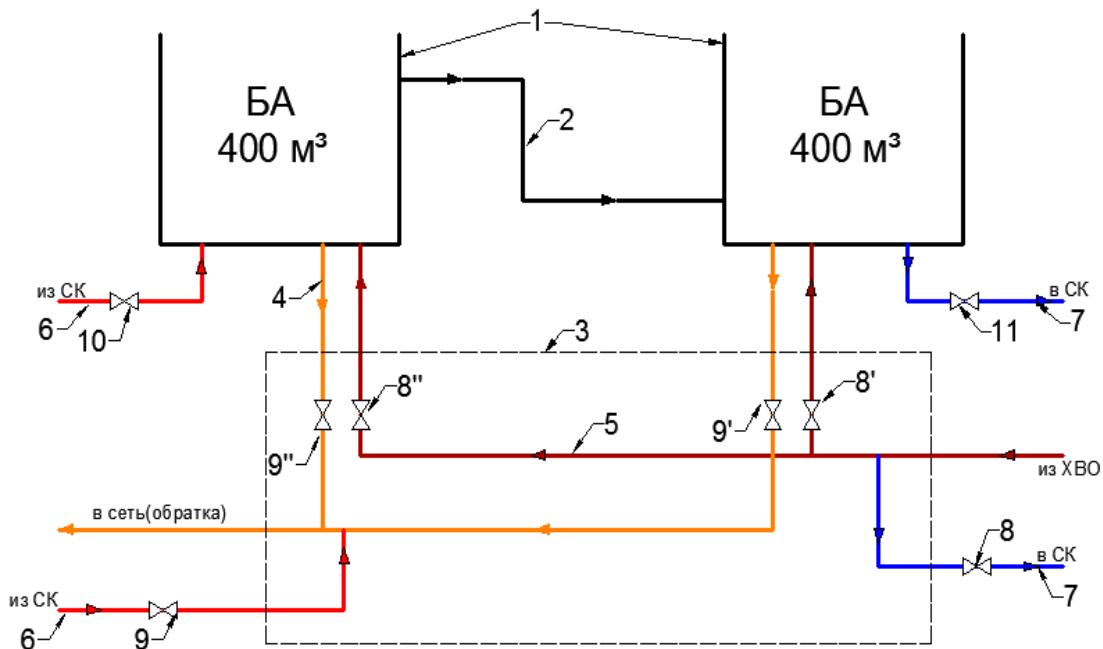 1
БА
400 м³
2
БА
400 м³
из СК
6
10
4
3
11
в СК
7
8''
8'
9''
9'
5
из ХВО
в сеть(обратка)
8
в СК
7
из СК
6
9